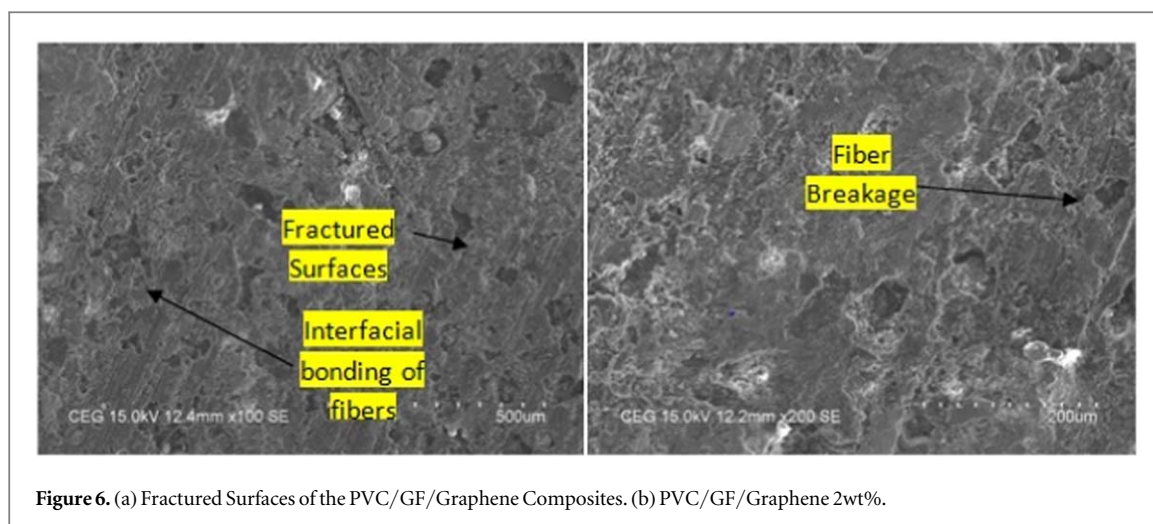 Fractured
Surfaces
Interfacial
bonding of
fibers
CEG 15.0kV 12.4mm x100 SE
500um
Fiber
Breakage
CEG 15.0kV 12.2mm x200 SE
200um
Figure 6. (a) Fractured Surfaces of the PVC/GF/Graphene Composites. (b) PVC/GF/Graphene 2wt%.